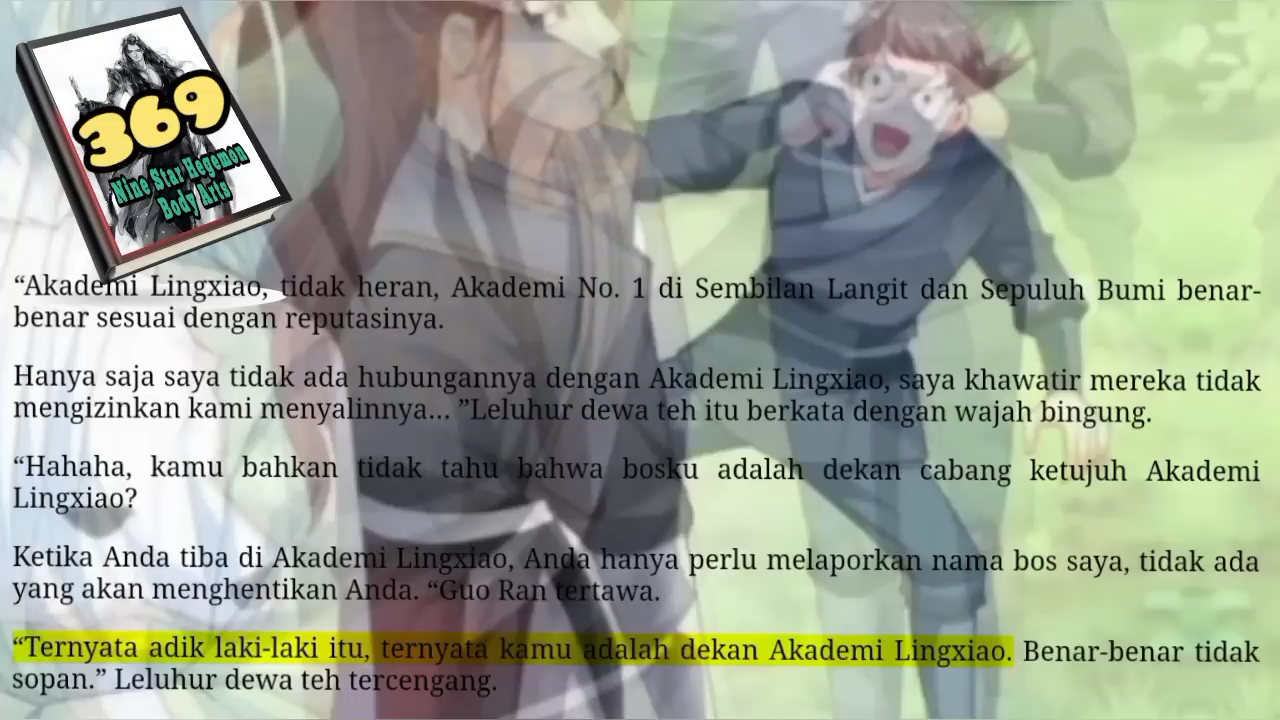 369
Nine Star Hegemon
Body Arts
“Akademi Lingxiao, tidak heran, Akademi No. 1 di Sembilan Langit dan Sepuluh Bumi benar-
benar sesuai dengan reputasinya.
Hanya saja saya tidak ada hubungannya dengan Akademi Lingxiao, saya khawatir mereka tidak
mengizinkan kami menyalinnya... ”Leluhur dewa teh itu berkata dengan wajah bingung.
“Hahaha, kamu bahkan tidak tahu bahwa bosku adalah dekan cabang ketujuh Akademi
Lingxiao?
Ketika Anda tiba di Akademi Lingxiao, Anda hanya perlu melaporkan nama bos saya, tidak ada
yang akan menghentikan Anda. “Guo Ran tertawa.
“Ternyata adik laki-laki itu, ternyata kamu adalah dekan Akademi Lingxiao. Benar-benar tidak
sopan.” Leluhur dewa teh tercengang.